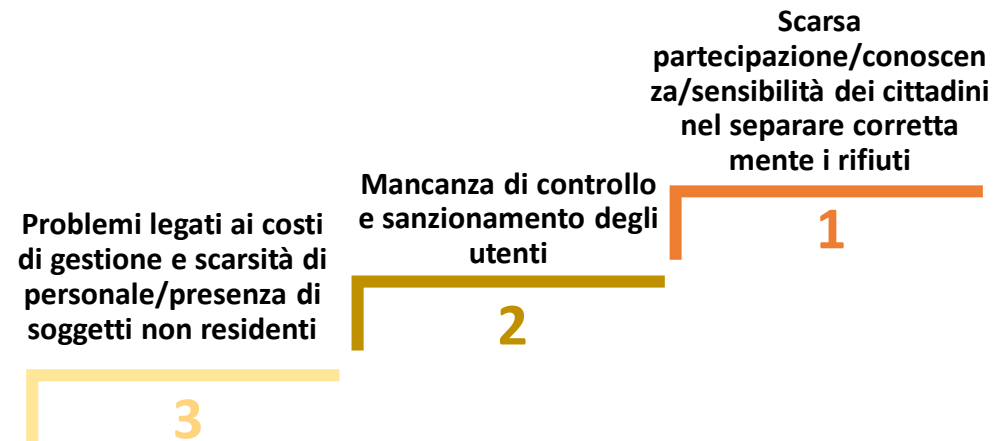 Scarsa
partecipazione/conoscen
za/sensibilità dei cittadini
nel separare corretta
mente i rifiuti
1
Mancanza di controllo
e sanzionamento degli
utenti
2
Problemi legati ai costi
di gestione e scarsità di
personale/presenza di
soggetti non residenti
3